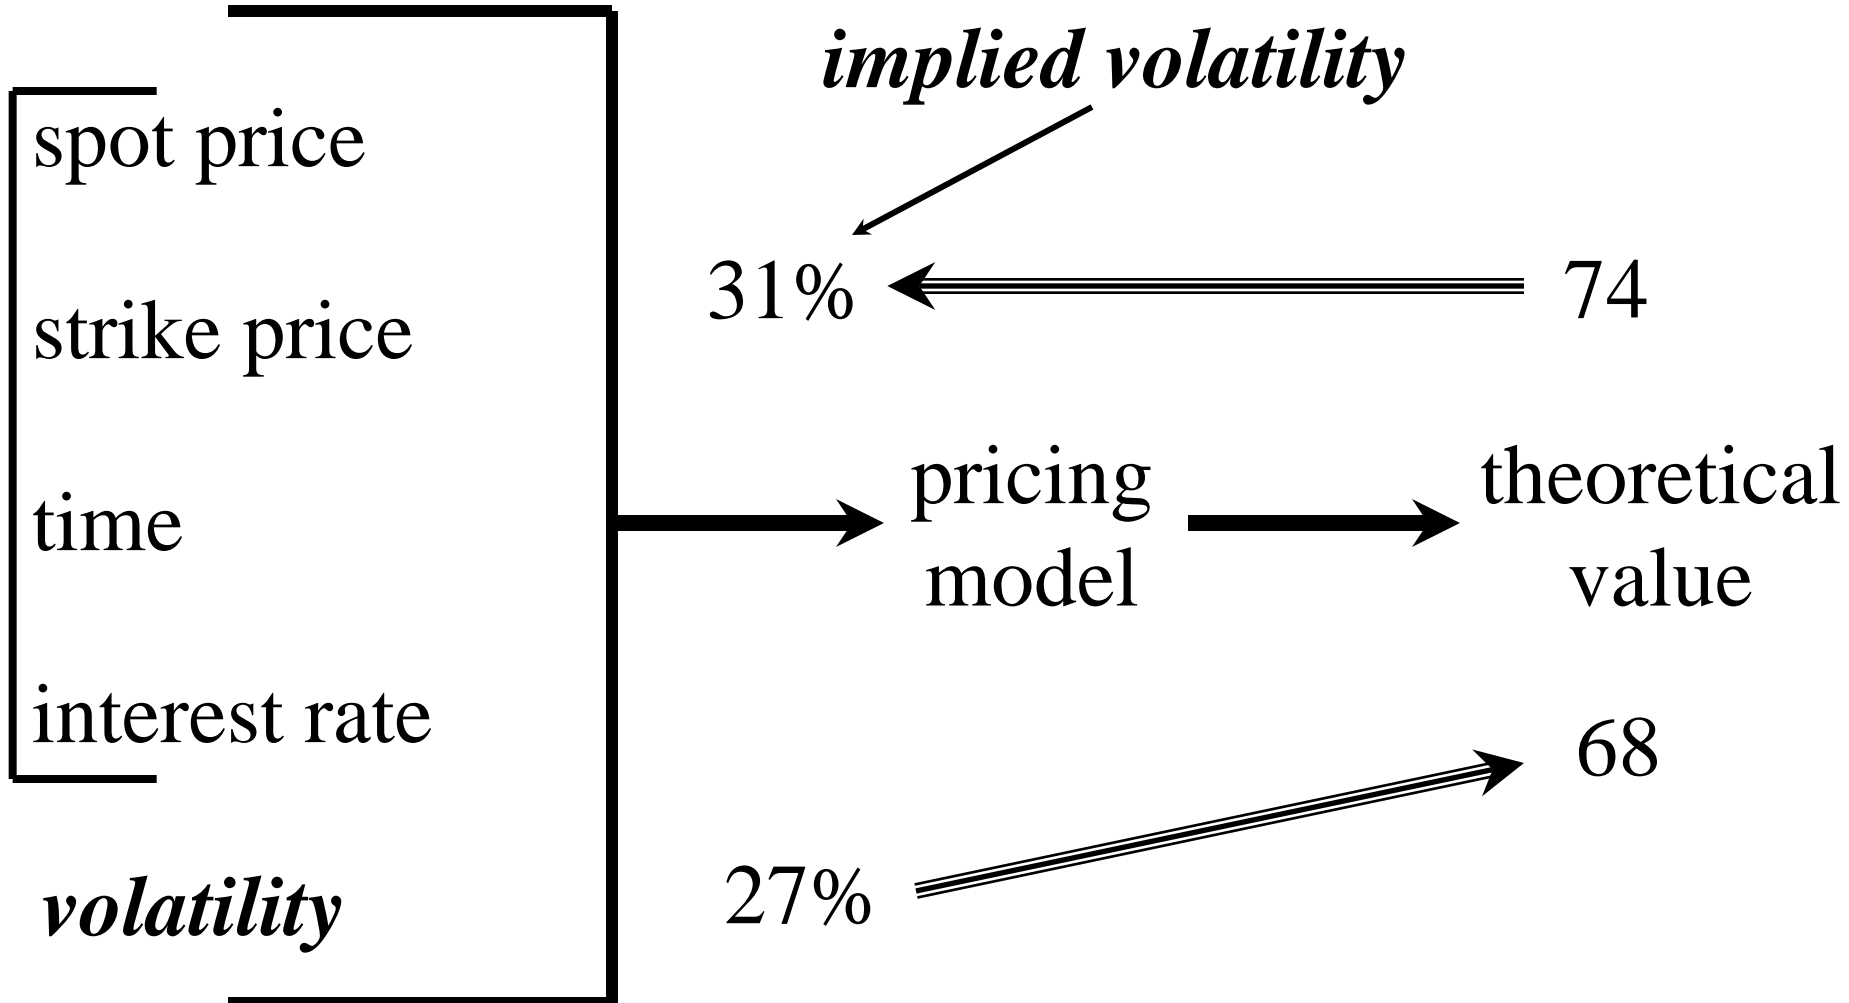 implied volatility
spot price
31%
74
strike price
pricing
model
theoretical
value
time
interest rate
68
27%
volatility